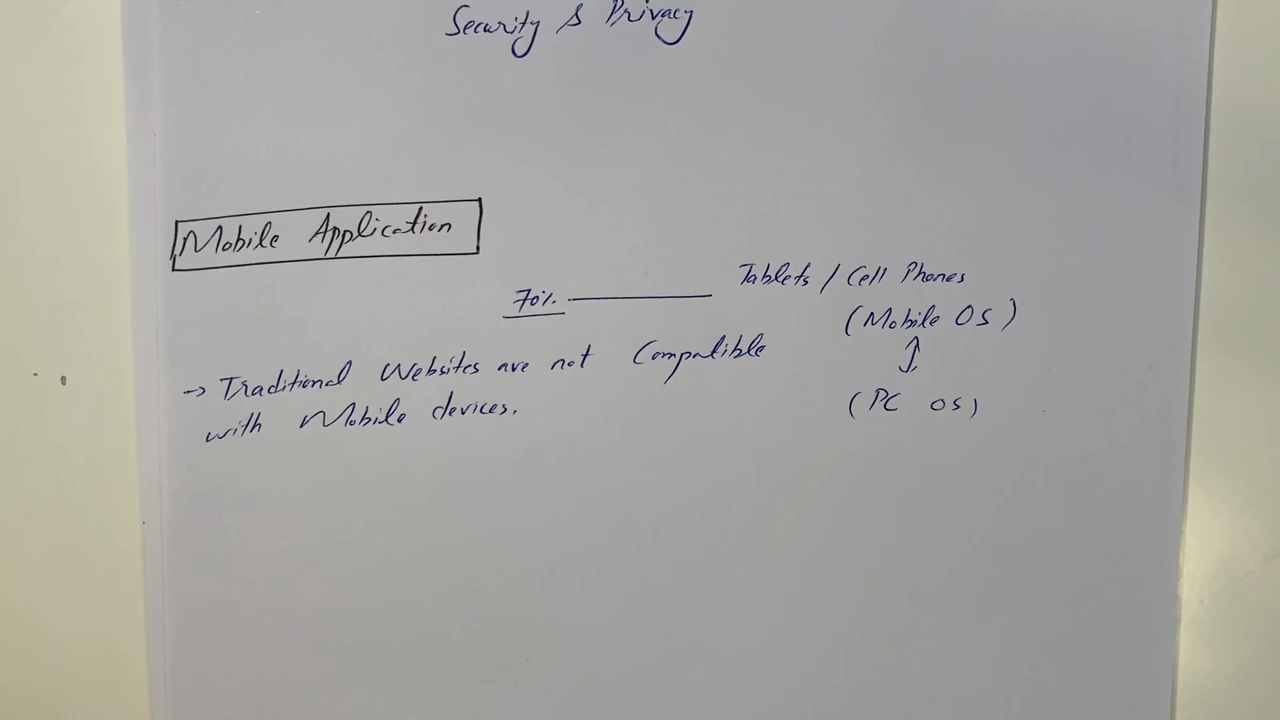 Security & Privacy
Mobile Application
70% Tablets / Cell Phones
(Mobile OS)
→ Traditional Websites are not Compatible
with Mobile devices.
(PC OS)